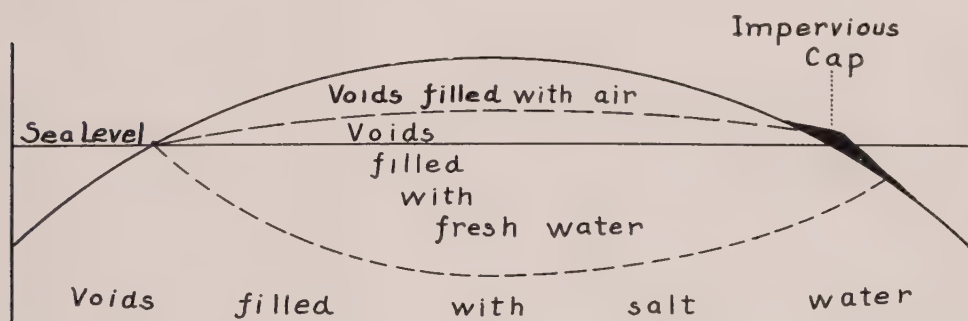 Impervious
Cap
Voids filled with air
Sea Level
Voids
filled
with
fresh water
Voids filled with salt water